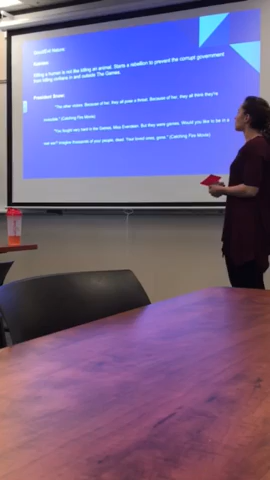 Good/Evil Nature
Katniss:
Killing a human is not like killing an animal. Starts a rebellion to prevent the corrupt government
from killing civilians in and outside The Games.
President Snow:
"The other victors. Because of her, they all pose a threat. Because of her, they all think they're
invincible." (Catching Fire Movie)
"You fought very hard in the Games, Miss Everdeen. But they were games. Would you like to be in a
real war? Imagine thousands of your people, dead. Your loved ones, gone." (Catching Fire Movie)